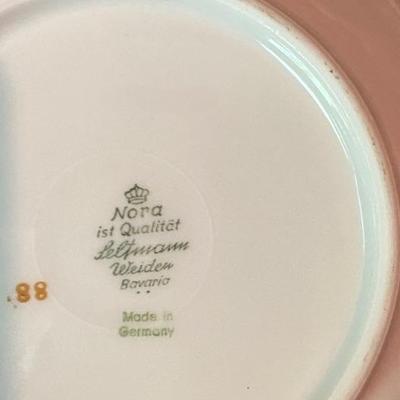 Nora
ist Qualität
Seltmann
Weiden
Bavaria
.88
Made in
Germany